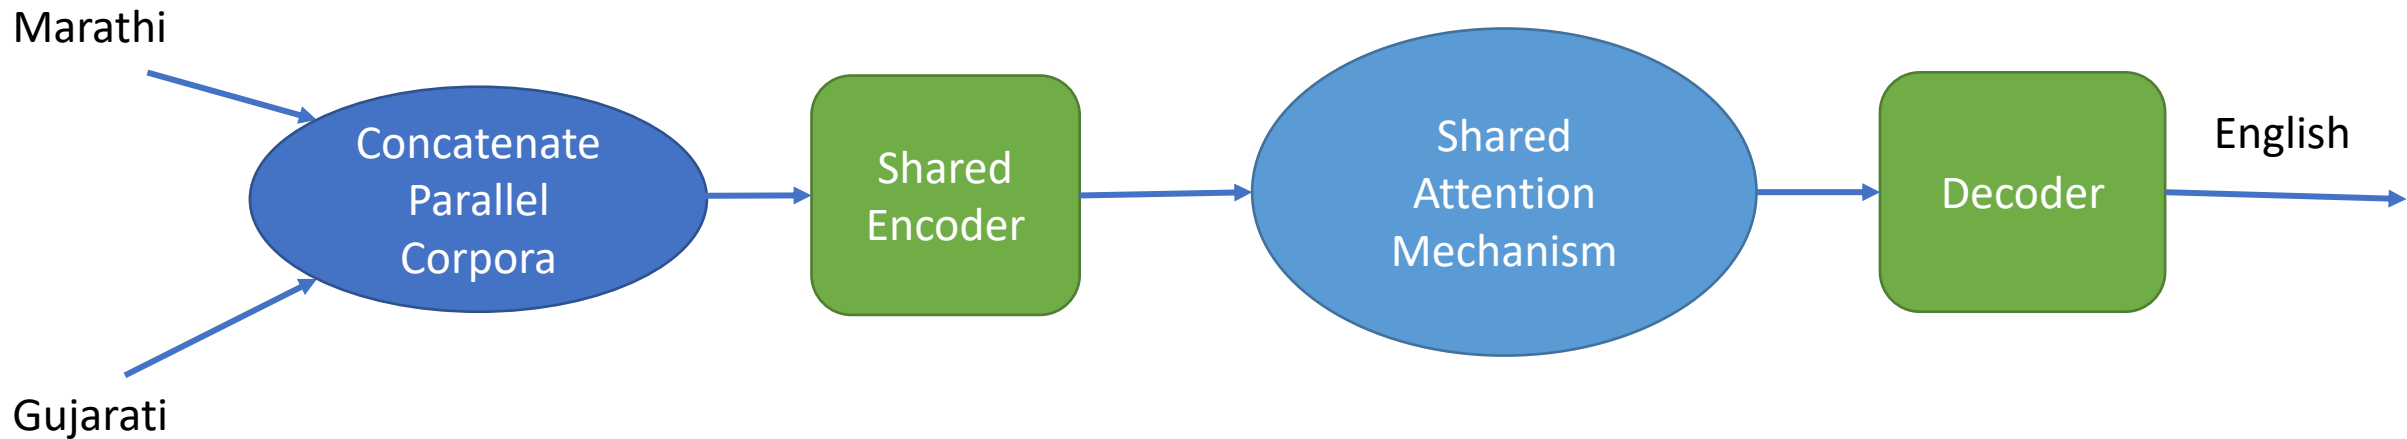 Marathi
Gujarati
Concatenate
Parallel
Corpora
Shared
Encoder
Shared
Attention
Mechanism
Decoder
English